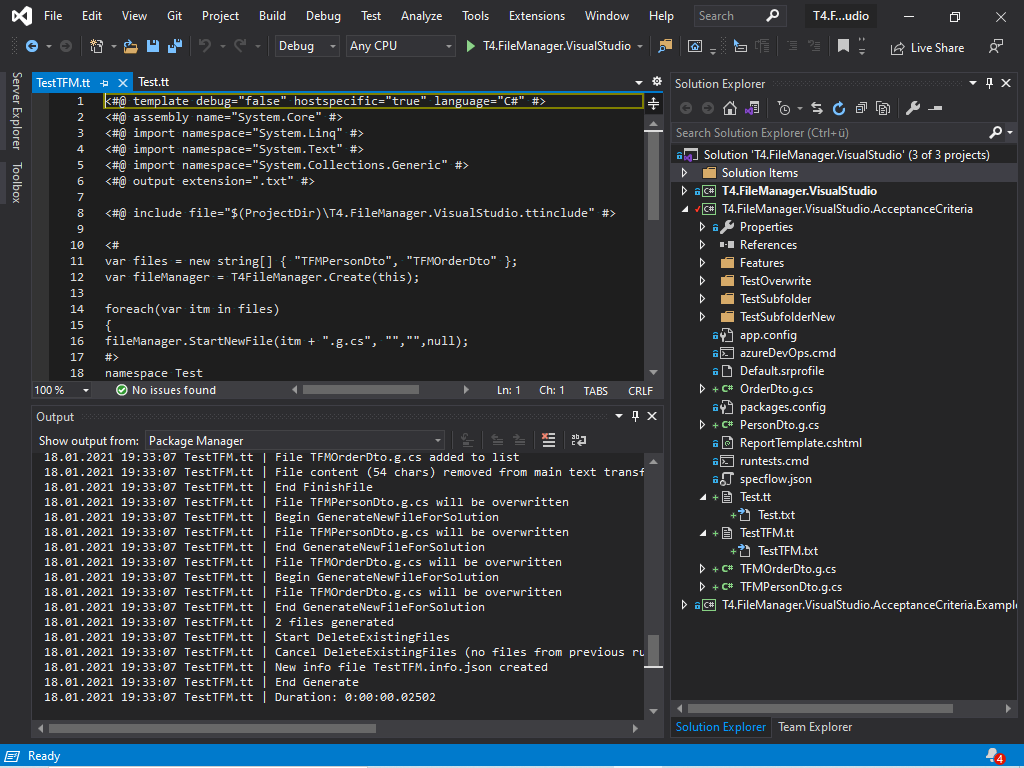 File Edit View Git Project Build Debug Test Analyze Tools Extensions Window Help Search T4.F...udio
Debug Any CPU T4.FileManager.VisualStudio Live Share
Server Explorer
Toolbox
TestTFM.tt Test.tt
1 <#@ template debug="false" hostspecific="true" language="C#" #>
2 <#@ assembly name="System.Core" #>
3 <#@ import namespace="System.Linq" #>
4 <#@ import namespace="System.Text" #>
5 <#@ import namespace="System.Collections.Generic" #>
6 <#@ output extension=".txt" #>
7
8 <#@ include file="$(ProjectDir)\T4.FileManager.VisualStudio.ttinclude" #>
9
10 <#
11 var files = new string[] { "TFMPersonDto", "TFMOrderDto" };
12 var fileManager = T4FileManager.Create(this);
13
14 foreach(var itm in files)
15 {
16 fileManager.StartNewFile(itm + ".g.cs", "","",null);
17 #>
18 namespace Test
100 % No issues found Ln: 1 Ch: 1 TABS CRLF
Output
Show output from: Package Manager
18.01.2021 19:33:07 TestTFM.tt | File TFMOrderDto.g.cs added to list
18.01.2021 19:33:07 TestTFM.tt | File content (54 chars) removed from main text transf
18.01.2021 19:33:07 TestTFM.tt | End FinishFile
18.01.2021 19:33:07 TestTFM.tt | File TFMPersonDto.g.cs will be overwritten
18.01.2021 19:33:07 TestTFM.tt | Begin GenerateNewFileForSolution
18.01.2021 19:33:07 TestTFM.tt | File TFMPersonDto.g.cs will be overwritten
18.01.2021 19:33:07 TestTFM.tt | End GenerateNewFileForSolution
18.01.2021 19:33:07 TestTFM.tt | File TFMOrderDto.g.cs will be overwritten
18.01.2021 19:33:07 TestTFM.tt | Begin GenerateNewFileForSolution
18.01.2021 19:33:07 TestTFM.tt | File TFMOrderDto.g.cs will be overwritten
18.01.2021 19:33:07 TestTFM.tt | End GenerateNewFileForSolution
18.01.2021 19:33:07 TestTFM.tt | 2 files generated
18.01.2021 19:33:07 TestTFM.tt | Start DeleteExistingFiles
18.01.2021 19:33:07 TestTFM.tt | Cancel DeleteExistingFiles (no files from previous ru
18.01.2021 19:33:07 TestTFM.tt | New info file TestTFM.info.json created
18.01.2021 19:33:07 TestTFM.tt | End Generate
18.01.2021 19:33:07 TestTFM.tt | Duration: 0:00:00.02502
Solution Explorer
Search Solution Explorer (Ctrl+ü)
Solution 'T4.FileManager.VisualStudio' (3 of 3 projects)
Solution Items
C# T4.FileManager.VisualStudio
C# T4.FileManager.VisualStudio.AcceptanceCriteria
Properties
References
Features
TestOverwrite
TestSubfolder
TestSubfolderNew
app.config
azureDevOps.cmd
Default.srprofile
+ C# OrderDto.g.cs
packages.config
+ C# PersonDto.g.cs
ReportTemplate.cshtml
runtests.cmd
specflow.json
+ Test.tt
+ Test.txt
+ TestTFM.tt
+ TestTFM.txt
+ C# TFMOrderDto.g.cs
+ C# TFMPersonDto.g.cs
C# T4.FileManager.VisualStudio.AcceptanceCriteria.Exampl
Solution Explorer Team Explorer
Ready 4